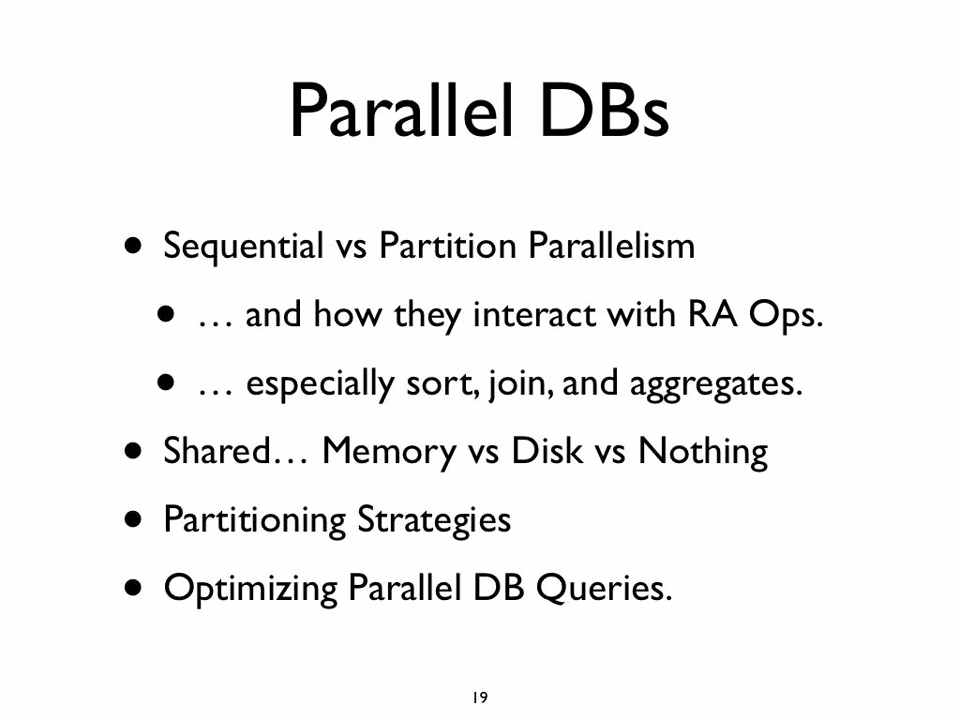 Parallel DBs
• Sequential vs Partition Parallelism
• … and how they interact with RA Ops.
• … especially sort, join, and aggregates.
• Shared… Memory vs Disk vs Nothing
• Partitioning Strategies
• Optimizing Parallel DB Queries.
19